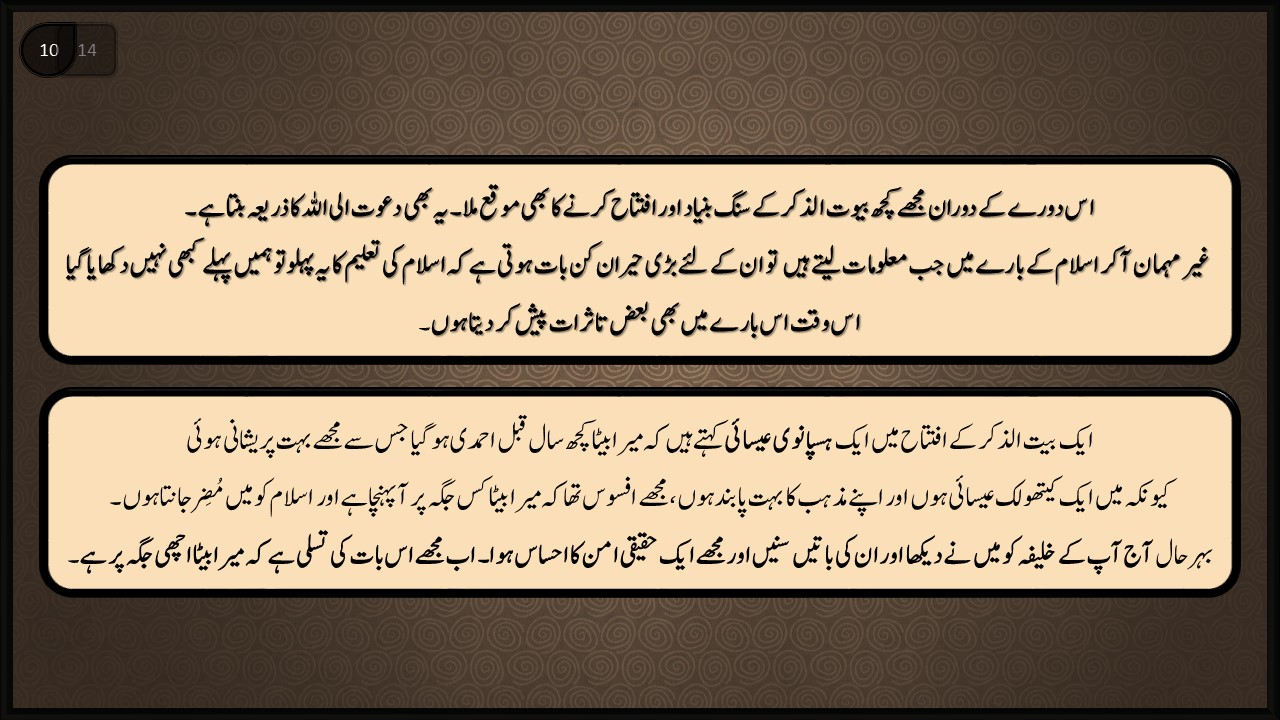 10 14
اس دورے کے دوران مجھے کچھ بیوت الذکر کے سنگ بنیاد اور افتتاح کرنے کا بھی موقع ملا۔ یہ بھی دعوت الی اللہ کا ذریعہ بنتا ہے۔
غیر مہمان آکر اسلام کے بارے میں جب معلومات لیتے ہیں تو ان کے لئے بڑی حیران کن بات ہوتی ہے کہ اسلام کی تعلیم کا یہ پہلو تو ہمیں پہلے کبھی نہیں دکھایا گیا
اس وقت اس بارے میں بھی بعض تاثرات پیش کر دیتا ہوں۔
ایک بیت الذکر کے افتتاح میں ایک ہسپانوی عیسائی کہتے ہیں کہ میرا بیٹا کچھ سال قبل احمدی ہو گیا جس سے مجھے بہت پریشانی ہوئی
کیونکہ میں ایک کیتھولک عیسائی ہوں اور اپنے مذہب کا بہت پابند ہوں، مجھے افسوس تھا کہ میرا بیٹا کس جگہ پر آ پہنچا ہے اور اسلام کو میں مُضِر جانتا ہوں۔
بہر حال آج آپ کے خلیفہ کو میں نے دیکھا اور ان کی باتیں سنیں اور مجھے ایک حقیقی امن کا احساس ہوا۔ اب مجھے اس بات کی تسلی ہے کہ میرا بیٹا اچھی جگہ پر ہے۔